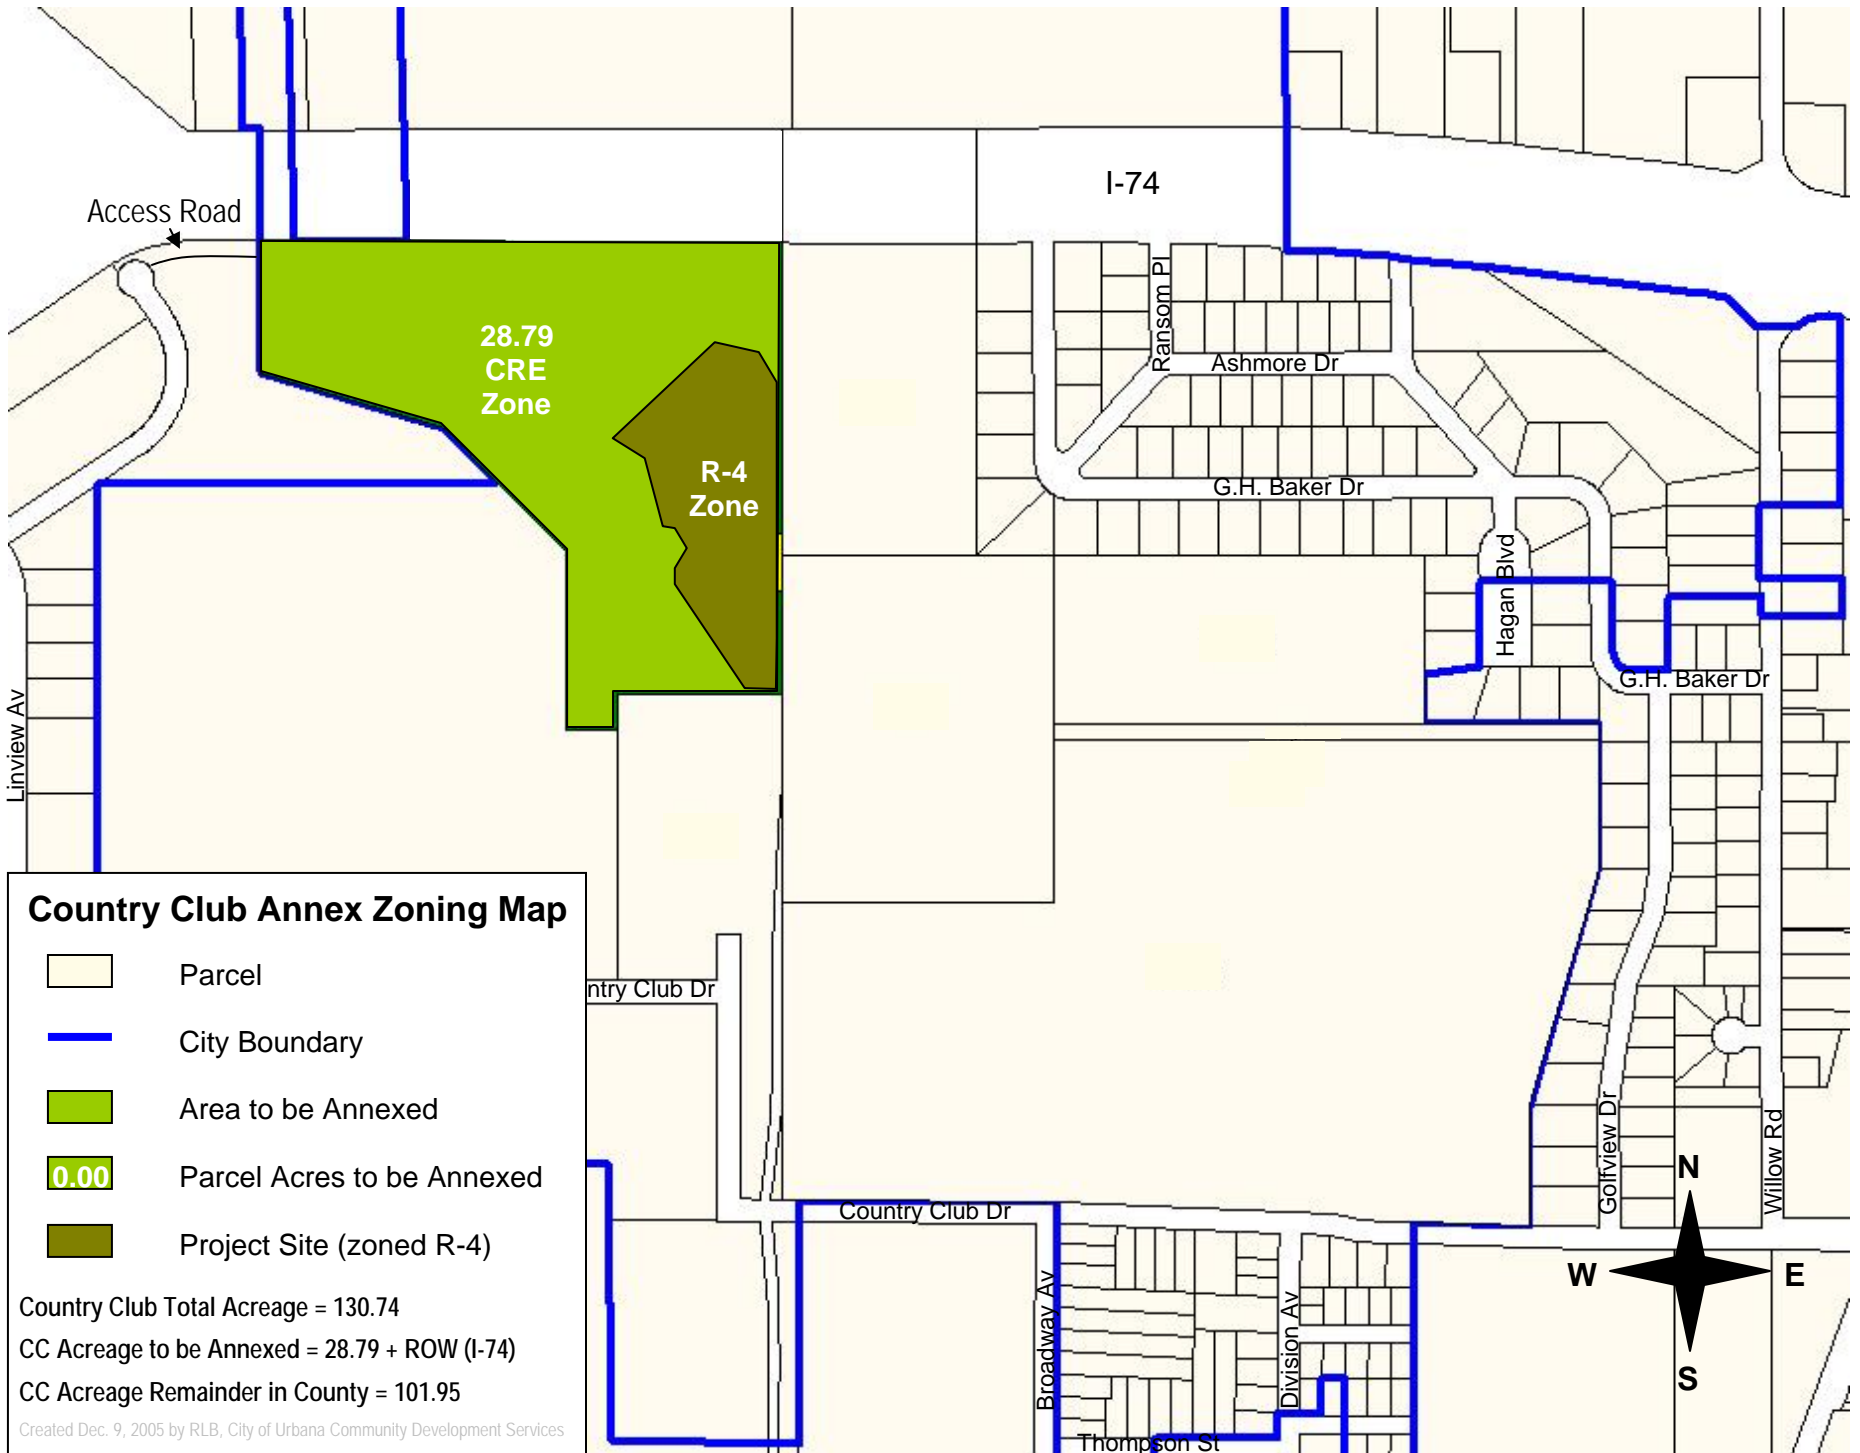 I-74
Access Road
28.79
CRE
Zone
Ransom Pl
Ashmore Dr
R-4
Zone
G.H. Baker Dr
Hagan Blvd
G.H. Baker Dr
Linview Av
Country Club Annex Zoning Map
Parcel
City Boundary
Area to be Annexed
0.00 Parcel Acres to be Annexed
Project Site (zoned R-4)
Country Club Total Acreage = 130.74
CC Acreage to be Annexed = 28.79 + ROW (I-74)
CC Acreage Remainder in County = 101.95
Created Dec. 9, 2005 by RLB, City of Urbana Community Development Services
ntry Club Dr
Country Club Dr
Broadway Av
Division Av
Thompson St
Golfview Dr
Willow Rd
N
W E
S